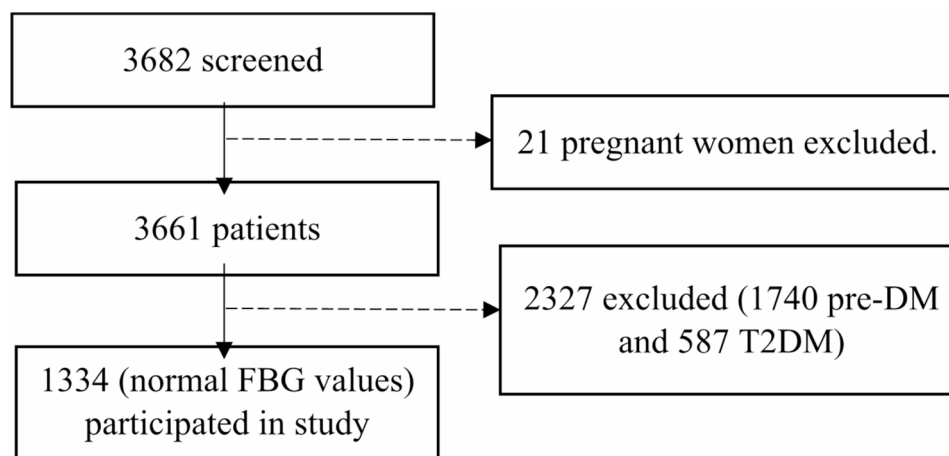 3682 screened
21 pregnant women excluded.
3661 patients
2327 excluded (1740 pre-DM
and 587 T2DM)
1334 (normal FBG values)
participated in study